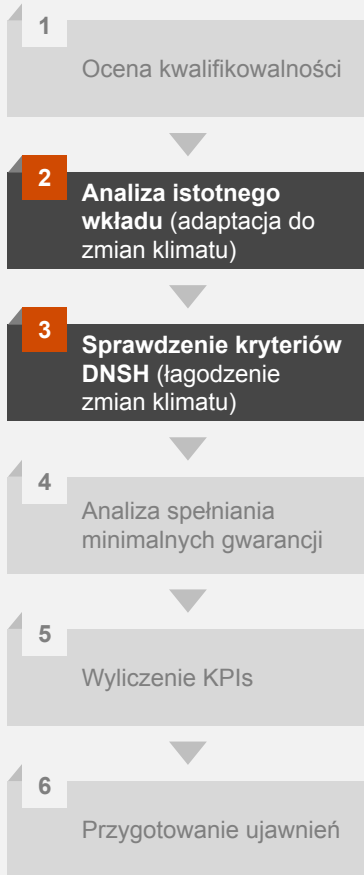 1
Ocena kwalifikowalności
2
Analiza istotnego
wkładu (adaptacja do
zmian klimatu)
3
Sprawdzenie kryteriów
DNSH (łagodzenie
zmian klimatu)
4
Analiza spełniania
minimalnych gwarancji
5
Wyliczenie KPIs
6
Przygotowanie ujawnień